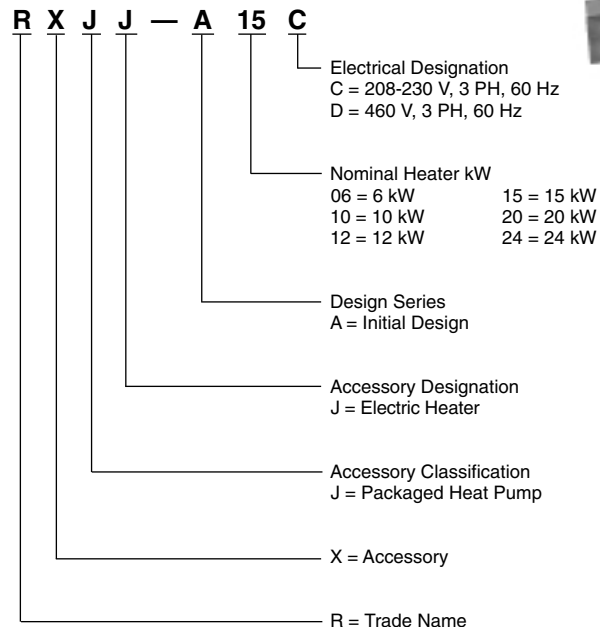 R X J J — A 15 C
Electrical Designation
C = 208-230 V, 3 PH, 60 Hz
D = 460 V, 3 PH, 60 Hz
Nominal Heater kW
06 = 6 kW 15 = 15 kW
10 = 10 kW 20 = 20 kW
12 = 12 kW 24 = 24 kW
Design Series
A = Initial Design
Accessory Designation
J = Electric Heater
Accessory Classification
J = Packaged Heat Pump
X = Accessory
R = Trade Name